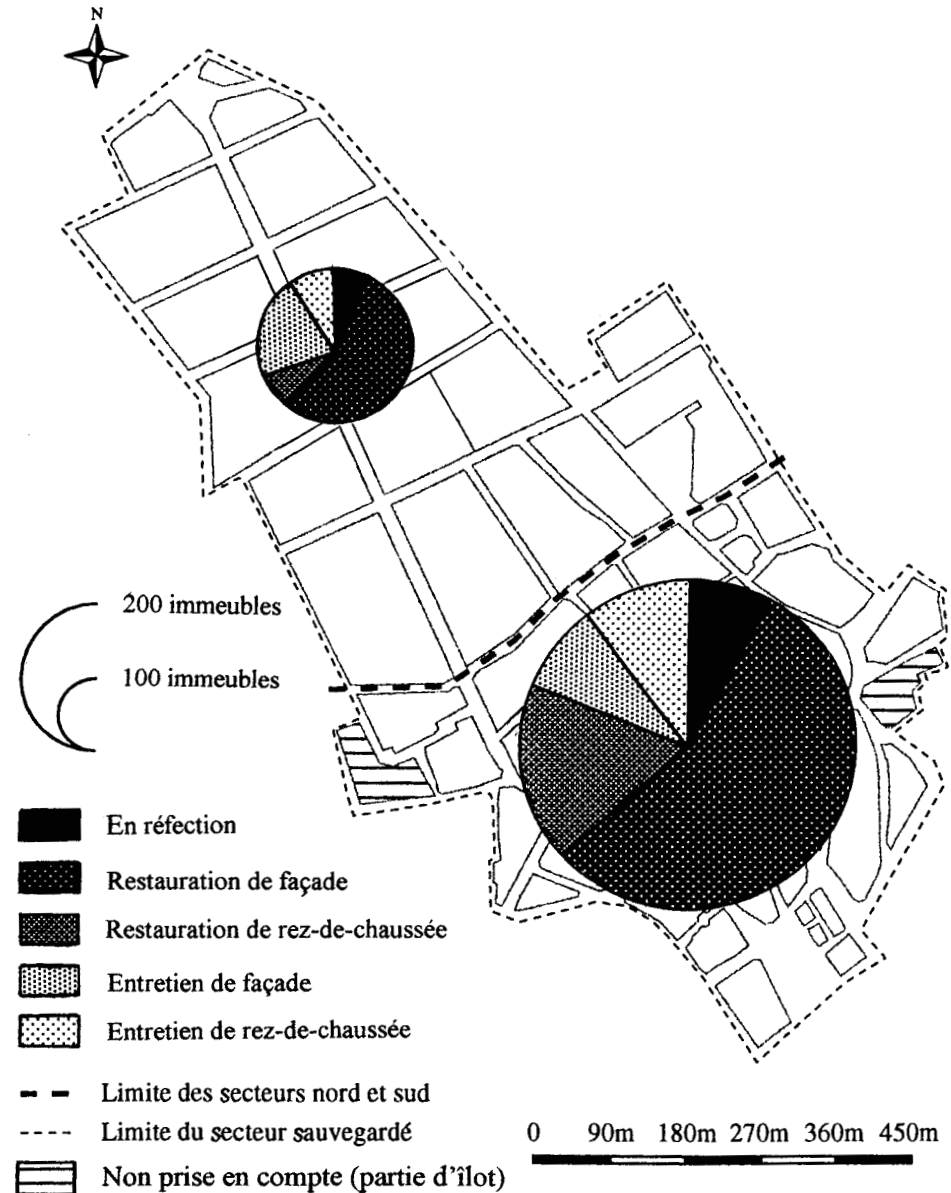 N
200 immeubles
100 immeubles
En réfection
Restauration de façade
Restauration de rez-de-chaussée
Entretien de façade
Entretien de rez-de-chaussée
Limite des secteurs nord et sud
Limite du secteur sauvegardé
Non prise en compte (partie d'îlot)
0 90m 180m 270m 360m 450m